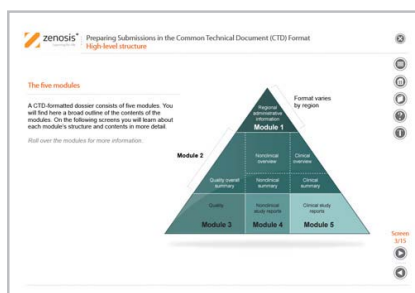 zenosis
Preparing Submissions in the Common Technical Document (CTD) Format
High-level structure
The five modules
A CTD-formatted dossier consists of five modules. You
will find here a broad outline of the contents of the
modules. On the following screens you will learn about
each module's structure and contents in more detail.
Roll over the modules for more information.
Format varies
by region
Regional
administrative
information
Module 1
Module 2
Nonclinical
overview
Clinical
overview
Quality overall
summary
Nonclinical
summary
Clinical
summary
Quality
Nonclinical
study reports
Clinical study
reports
Module 3
Module 4
Module 5
Screen
3/15